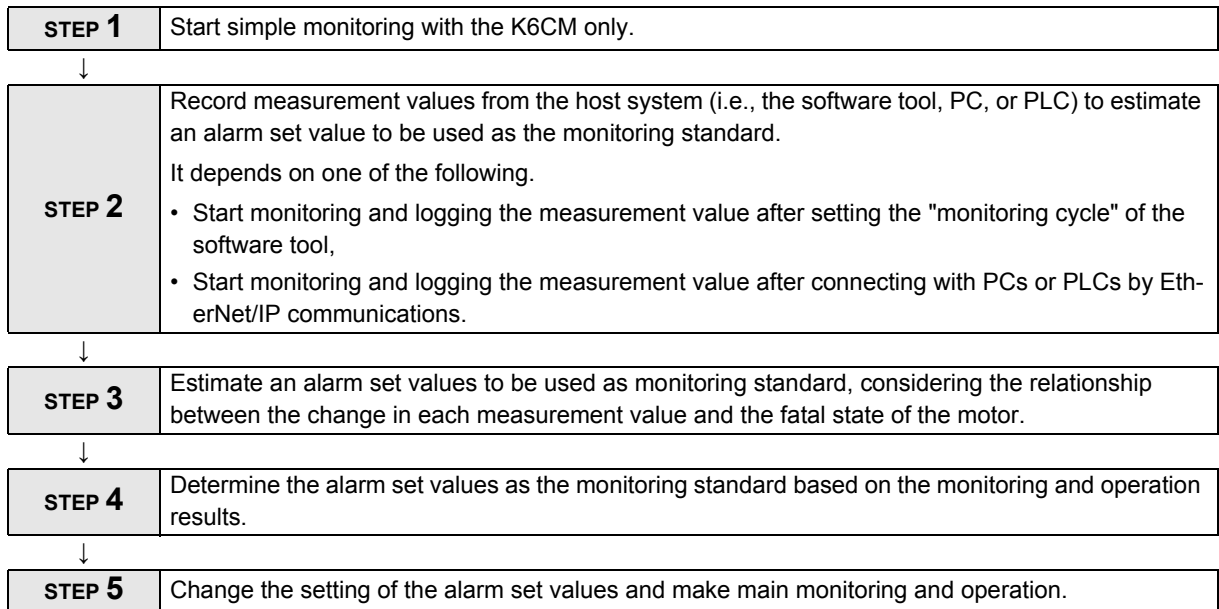 STEP 1
Start simple monitoring with the K6CM only.
↓
STEP 2
Record measurement values from the host system (i.e., the software tool, PC, or PLC) to estimate
an alarm set value to be used as the monitoring standard.
It depends on one of the following.
• Start monitoring and logging the measurement value after setting the "monitoring cycle" of the
software tool,
• Start monitoring and logging the measurement value after connecting with PCs or PLCs by Eth-
erNet/IP communications.
↓
STEP 3
Estimate an alarm set values to be used as monitoring standard, considering the relationship
between the change in each measurement value and the fatal state of the motor.
↓
STEP 4
Determine the alarm set values as the monitoring standard based on the monitoring and operation
results.
↓
STEP 5
Change the setting of the alarm set values and make main monitoring and operation.